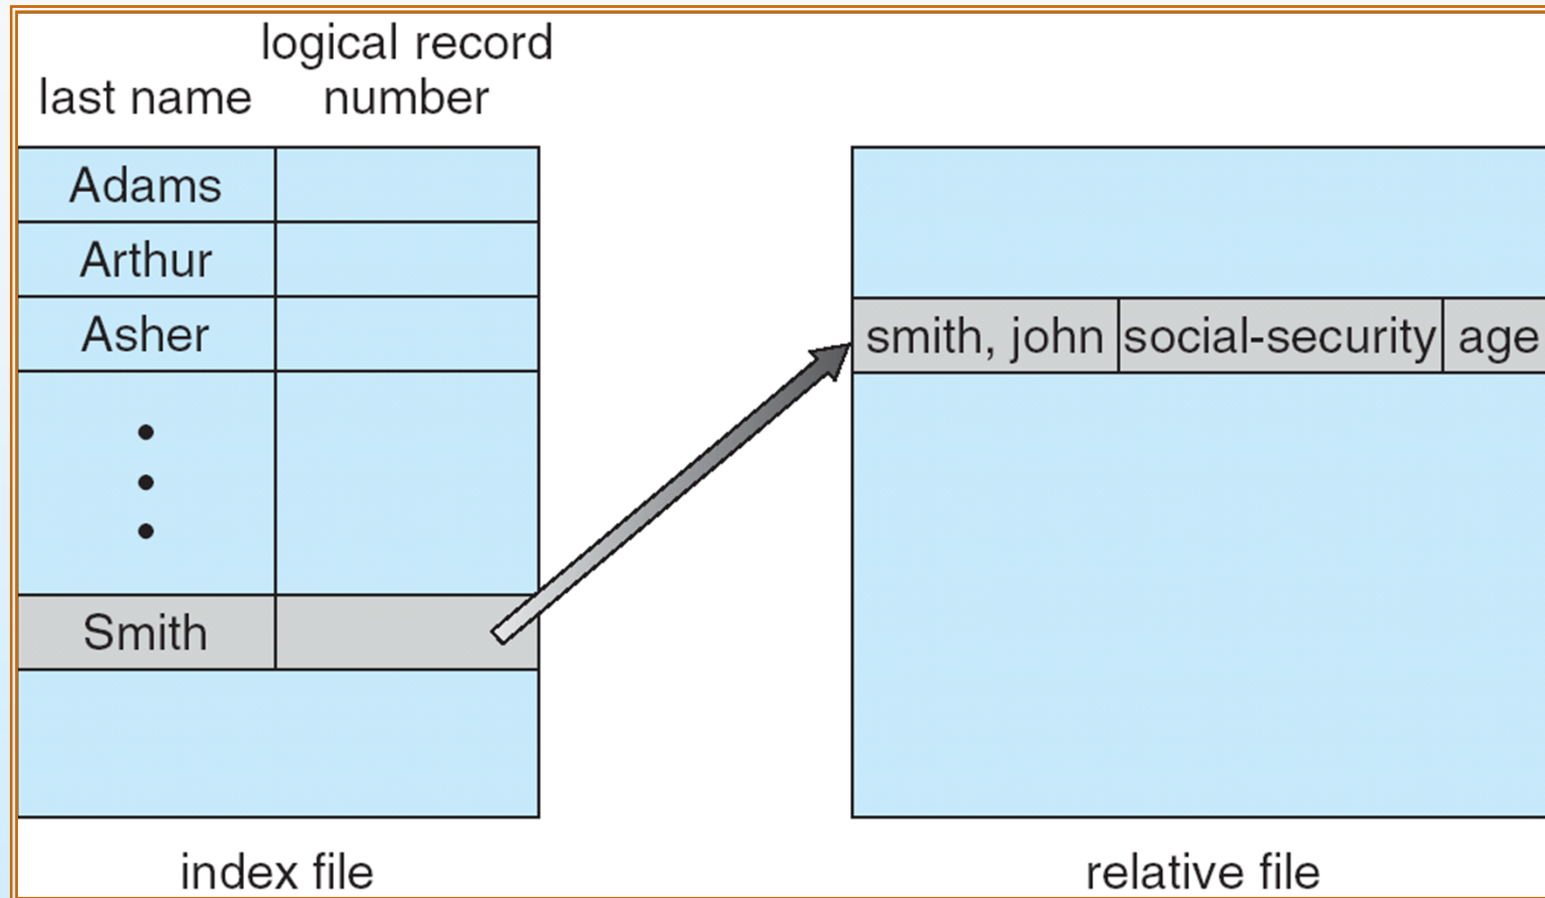 logical record
last name number
Adams
Arthur
Asher
smith, john social-security age
Smith
index file relative file